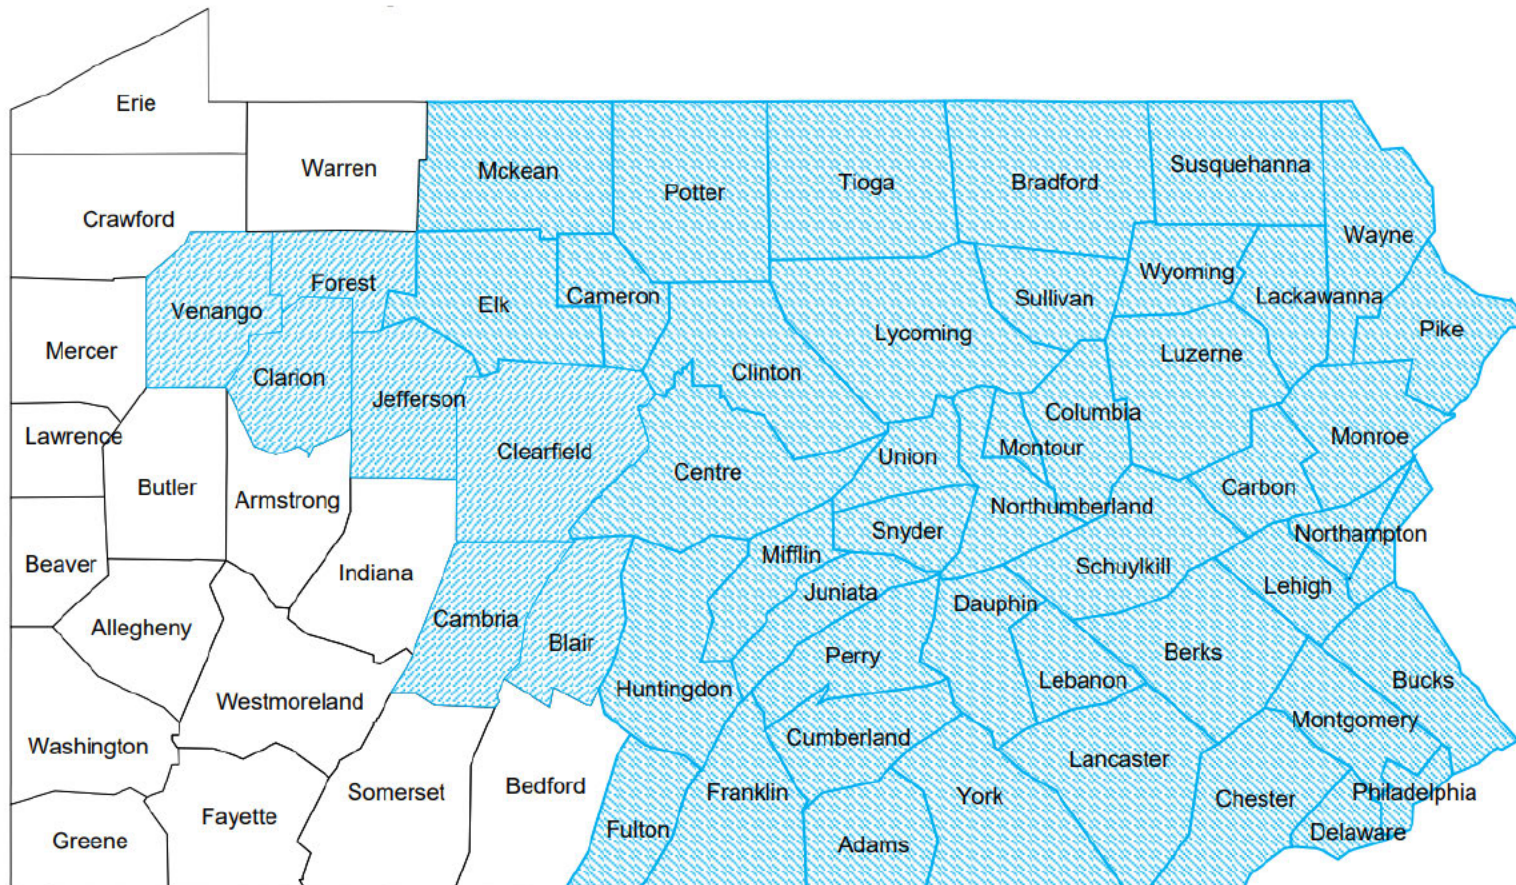 Erie
Warren
Mckean
Potter
Tioga
Bradford
Susquehanna
Crawford
Wayne
Venango
Forest
Elk
Cameron
Sullivan
Wyoming
Lackawanna
Mercer
Clarion
Jefferson
Clinton
Lycoming
Luzerne
Pike
Lawrence
Butler
Armstrong
Clearfield
Centre
Union
Montour
Columbia
Monroe
Carbon
Beaver
Indiana
Mifflin
Snyder
Northumberland
Schuylkill
Northampton
Lehigh
Allegheny
Cambria
Blair
Juniata
Dauphin
Perry
Berks
Westmoreland
Huntingdon
Lebanon
Bucks
Washington
Cumberland
Montgomery
Lancaster
Greene
Fayette
Somerset
Bedford
Fulton
Franklin
Adams
York
Chester
Philadelphia
Delaware